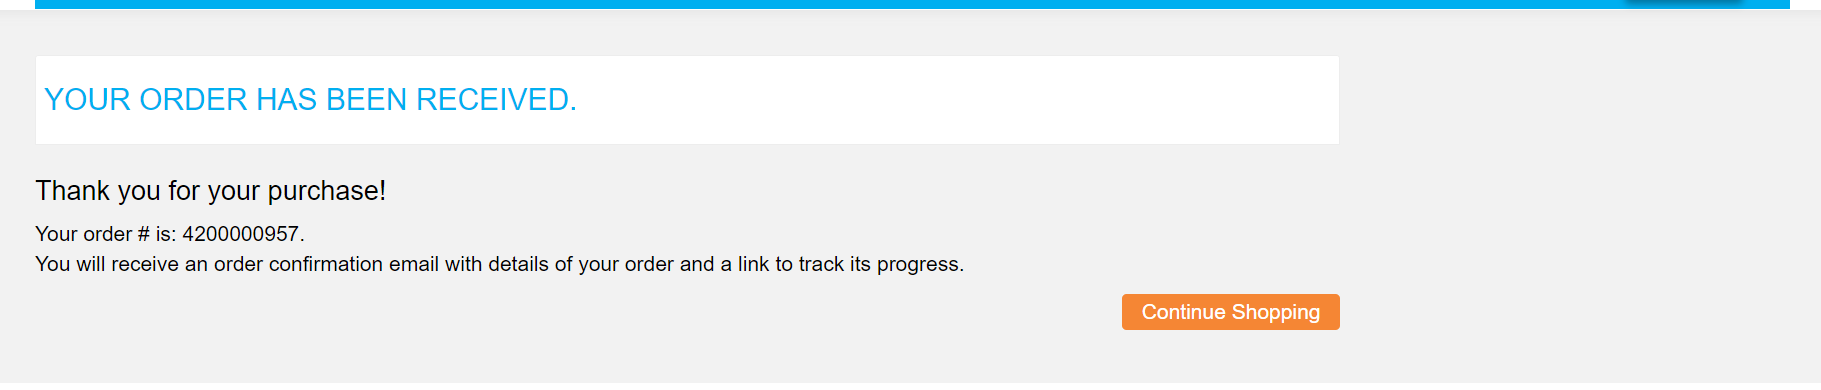 YOUR ORDER HAS BEEN RECEIVED.
Thank you for your purchase!
Your order # is: 4200000957.
You will receive an order confirmation email with details of your order and a link to track its progress.
Continue Shopping